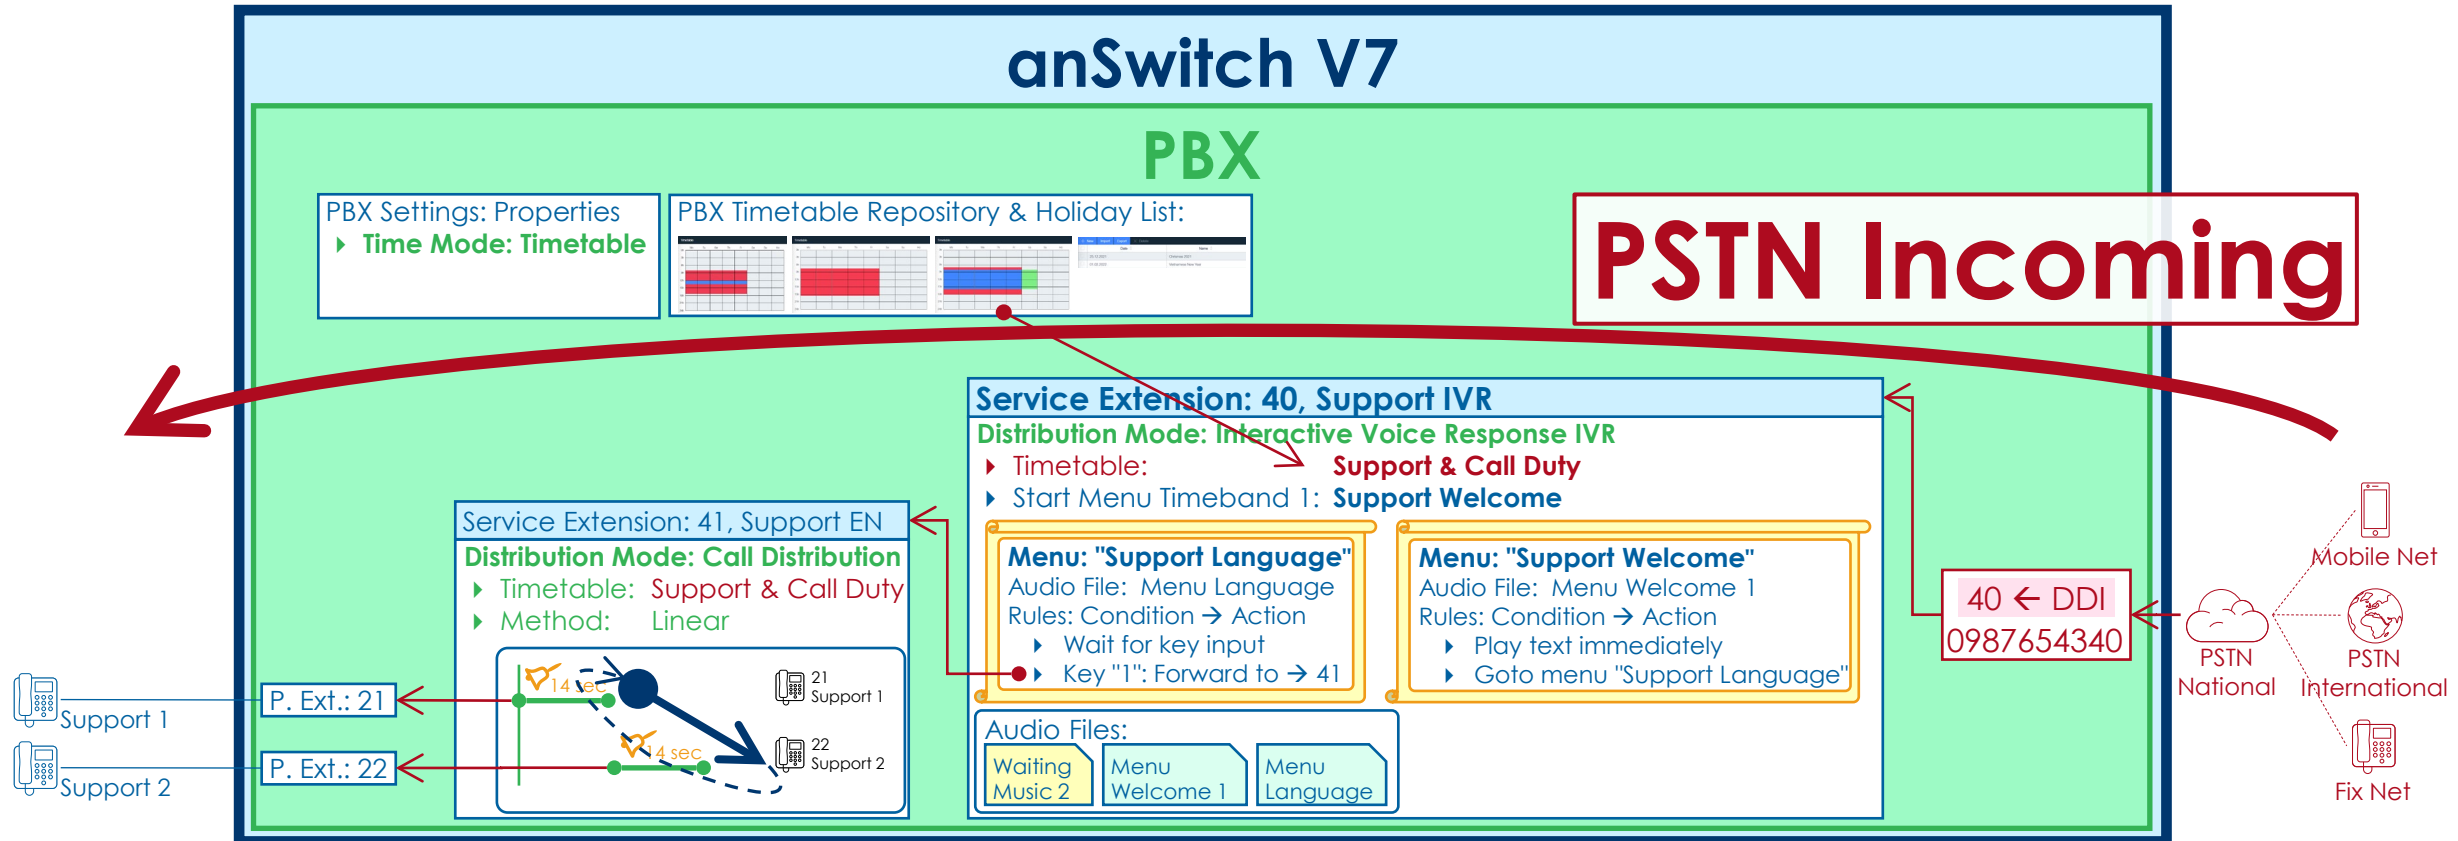 anSwitch V7
PBX
PBX Settings: Properties
Time Mode: Timetable
PBX Timetable Repository & Holiday List:
PSTN Incoming
Service Extension: 40, Support IVR
Distribution Mode: Interactive Voice Response IVR
Timetable: Support & Call Duty
Start Menu Timeband 1: Support Welcome
Menu: "Support Language"
Audio File: Menu Language
Rules: Condition → Action
Wait for key input
Key "1": Forward to → 41
Menu: "Support Welcome"
Audio File: Menu Welcome 1
Rules: Condition → Action
Play text immediately
Goto menu "Support Language"
Audio Files:
Waiting
Music 2
Menu
Welcome 1
Menu
Language
Service Extension: 41, Support EN
Distribution Mode: Call Distribution
Timetable: Support & Call Duty
Method: Linear
14 sec
21
Support 1
14 sec
22
Support 2
P. Ext.: 21
P. Ext.: 22
Support 1
Support 2
40 ← DDI
0987654340
PSTN
National
Mobile Net
PSTN
International
Fix Net